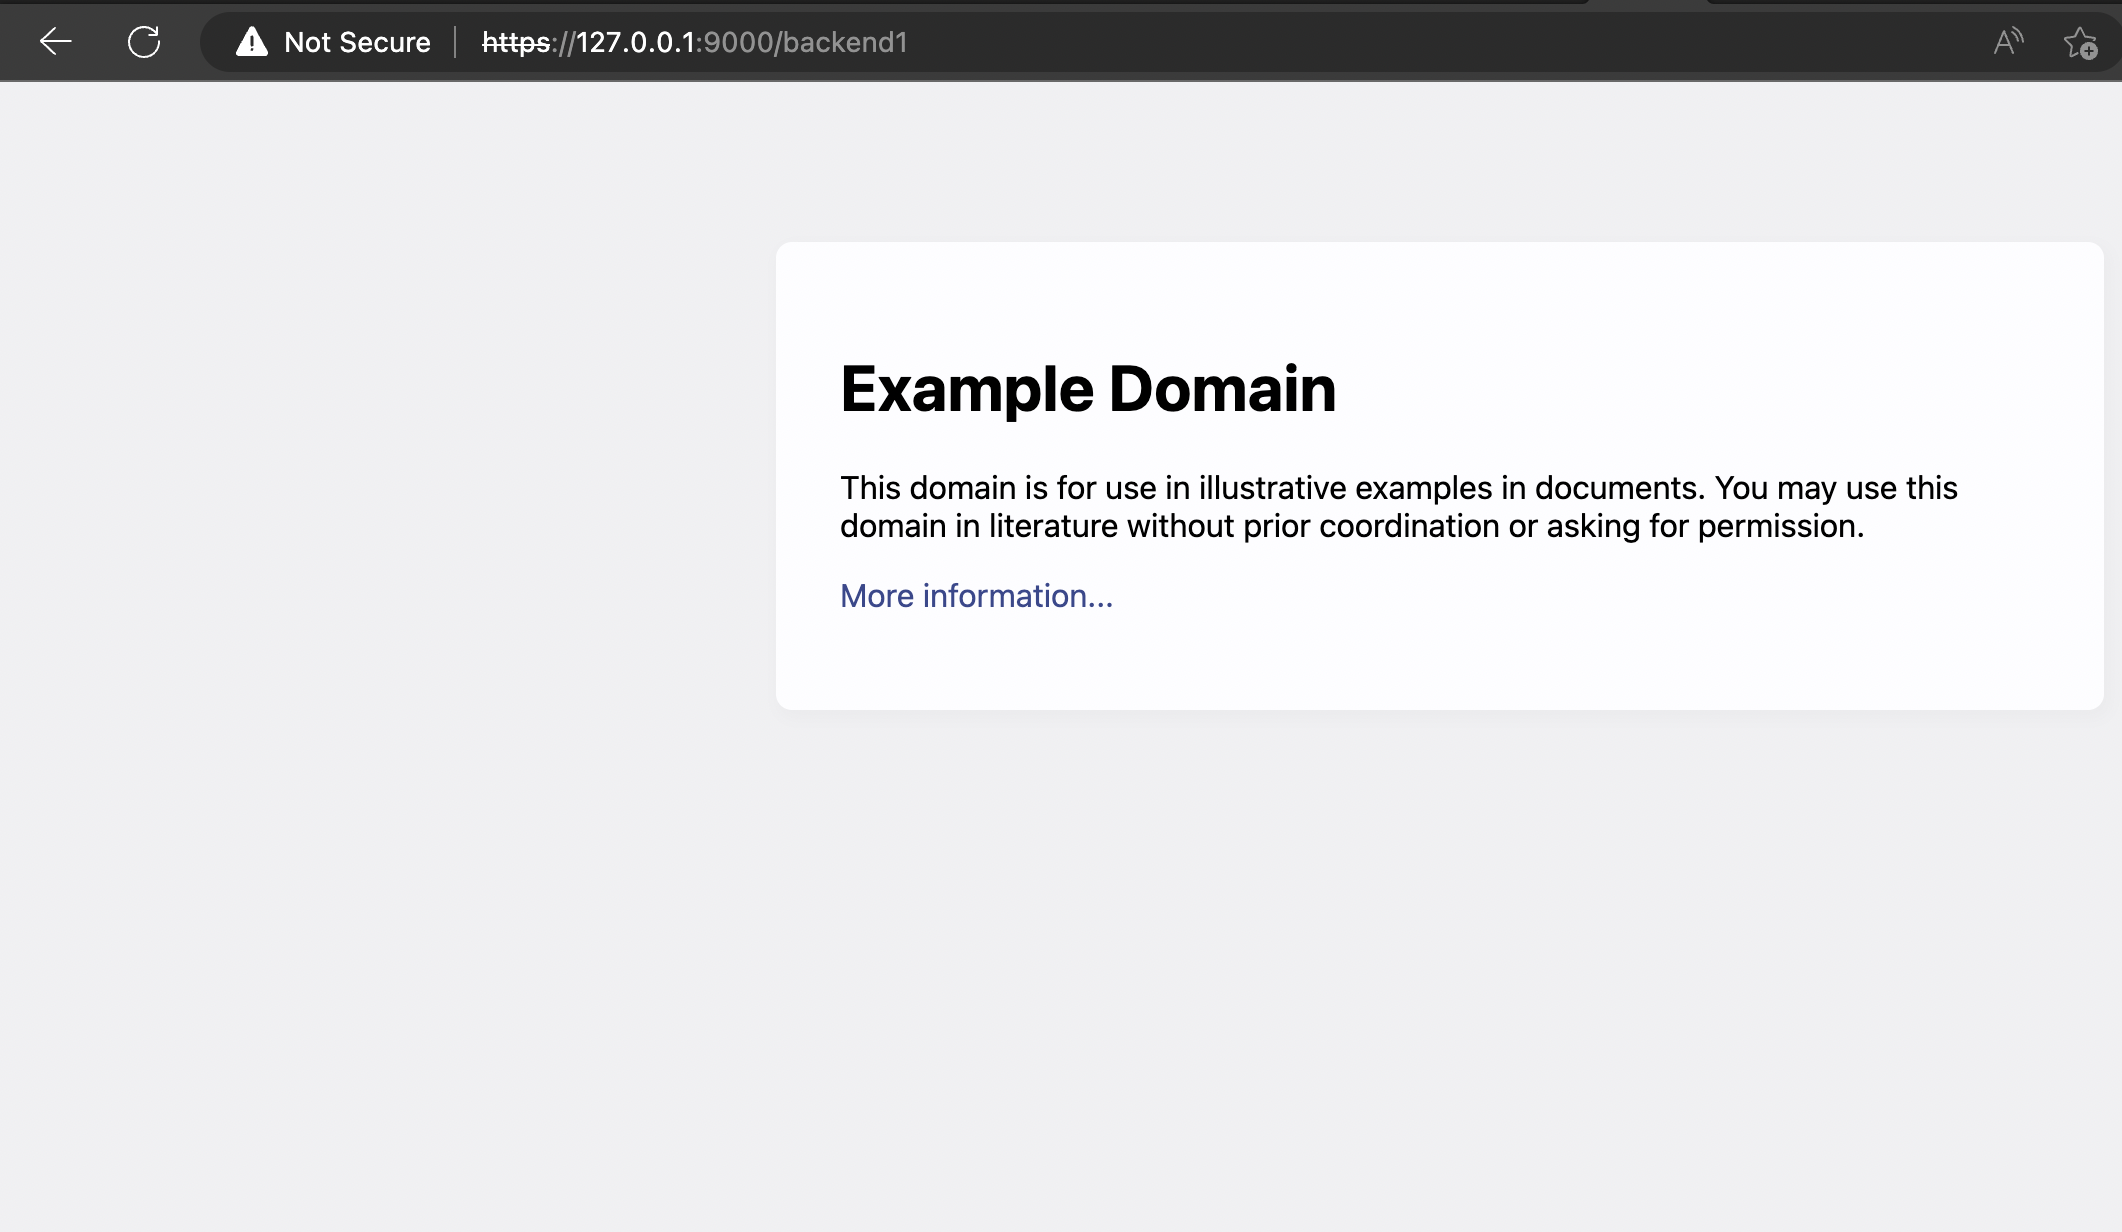 Not Secure | https://127.0.0.1:9000/backend1
Example Domain
This domain is for use in illustrative examples in documents. You may use this
domain in literature without prior coordination or asking for permission.
More information...